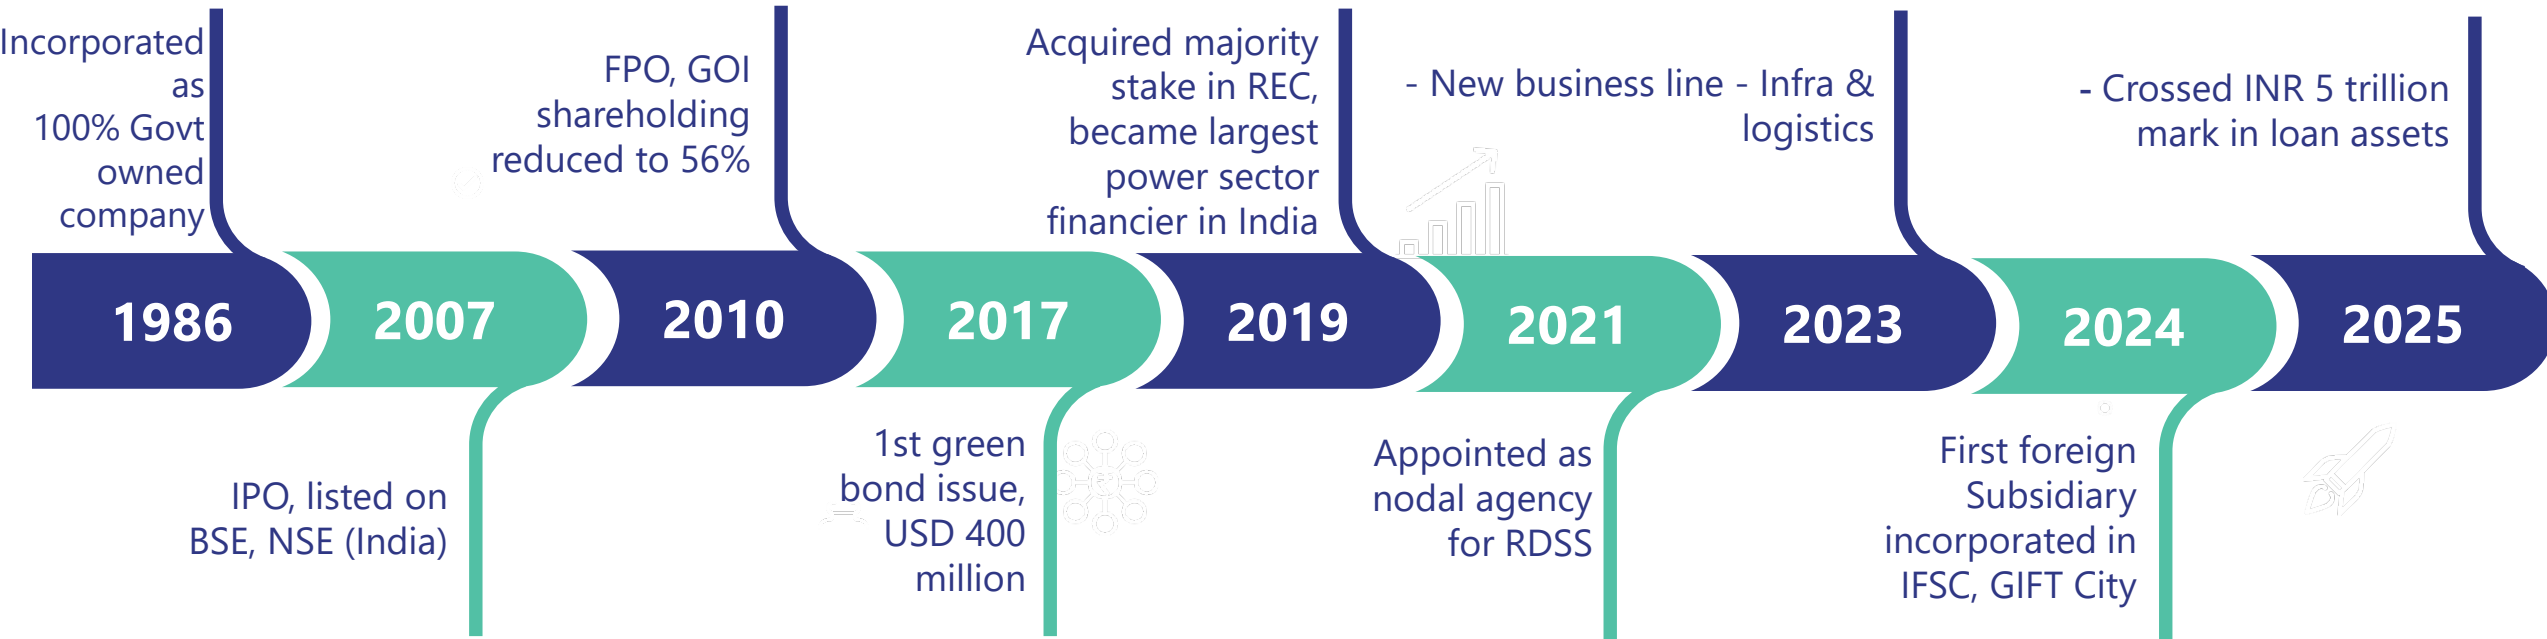 Incorporated
as
100% Govt
owned
company
FPO, GOI
shareholding
reduced to 56%
Acquired majority
stake in REC,
became largest
power sector
financier in India
- New business line - Infra &
logistics
- Crossed INR 5 trillion
mark in loan assets
1986
2007
2010
2017
2019
2021
2023
2024
2025
IPO, listed on
BSE, NSE (India)
1st green
bond issue,
USD 400
million
Appointed as
nodal agency
for RDSS
First foreign
Subsidiary
incorporated in
IFSC, GIFT City